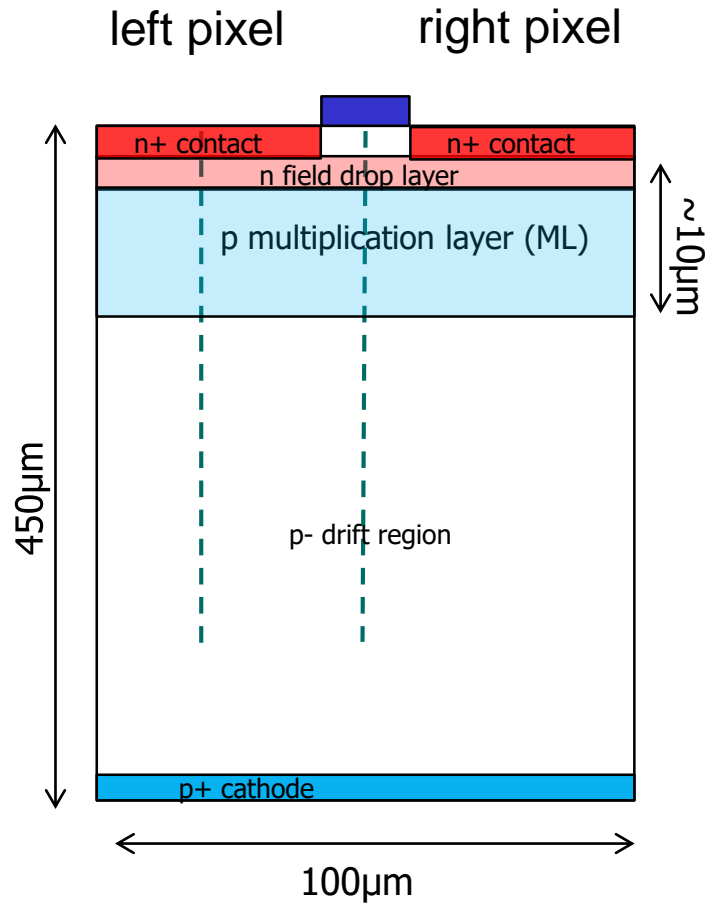 left pixel
right pixel
n+ contact
n+ contact
n field drop layer
p multiplication layer (ML)
~10µm
450µm
p- drift region
p+ cathode
100µm